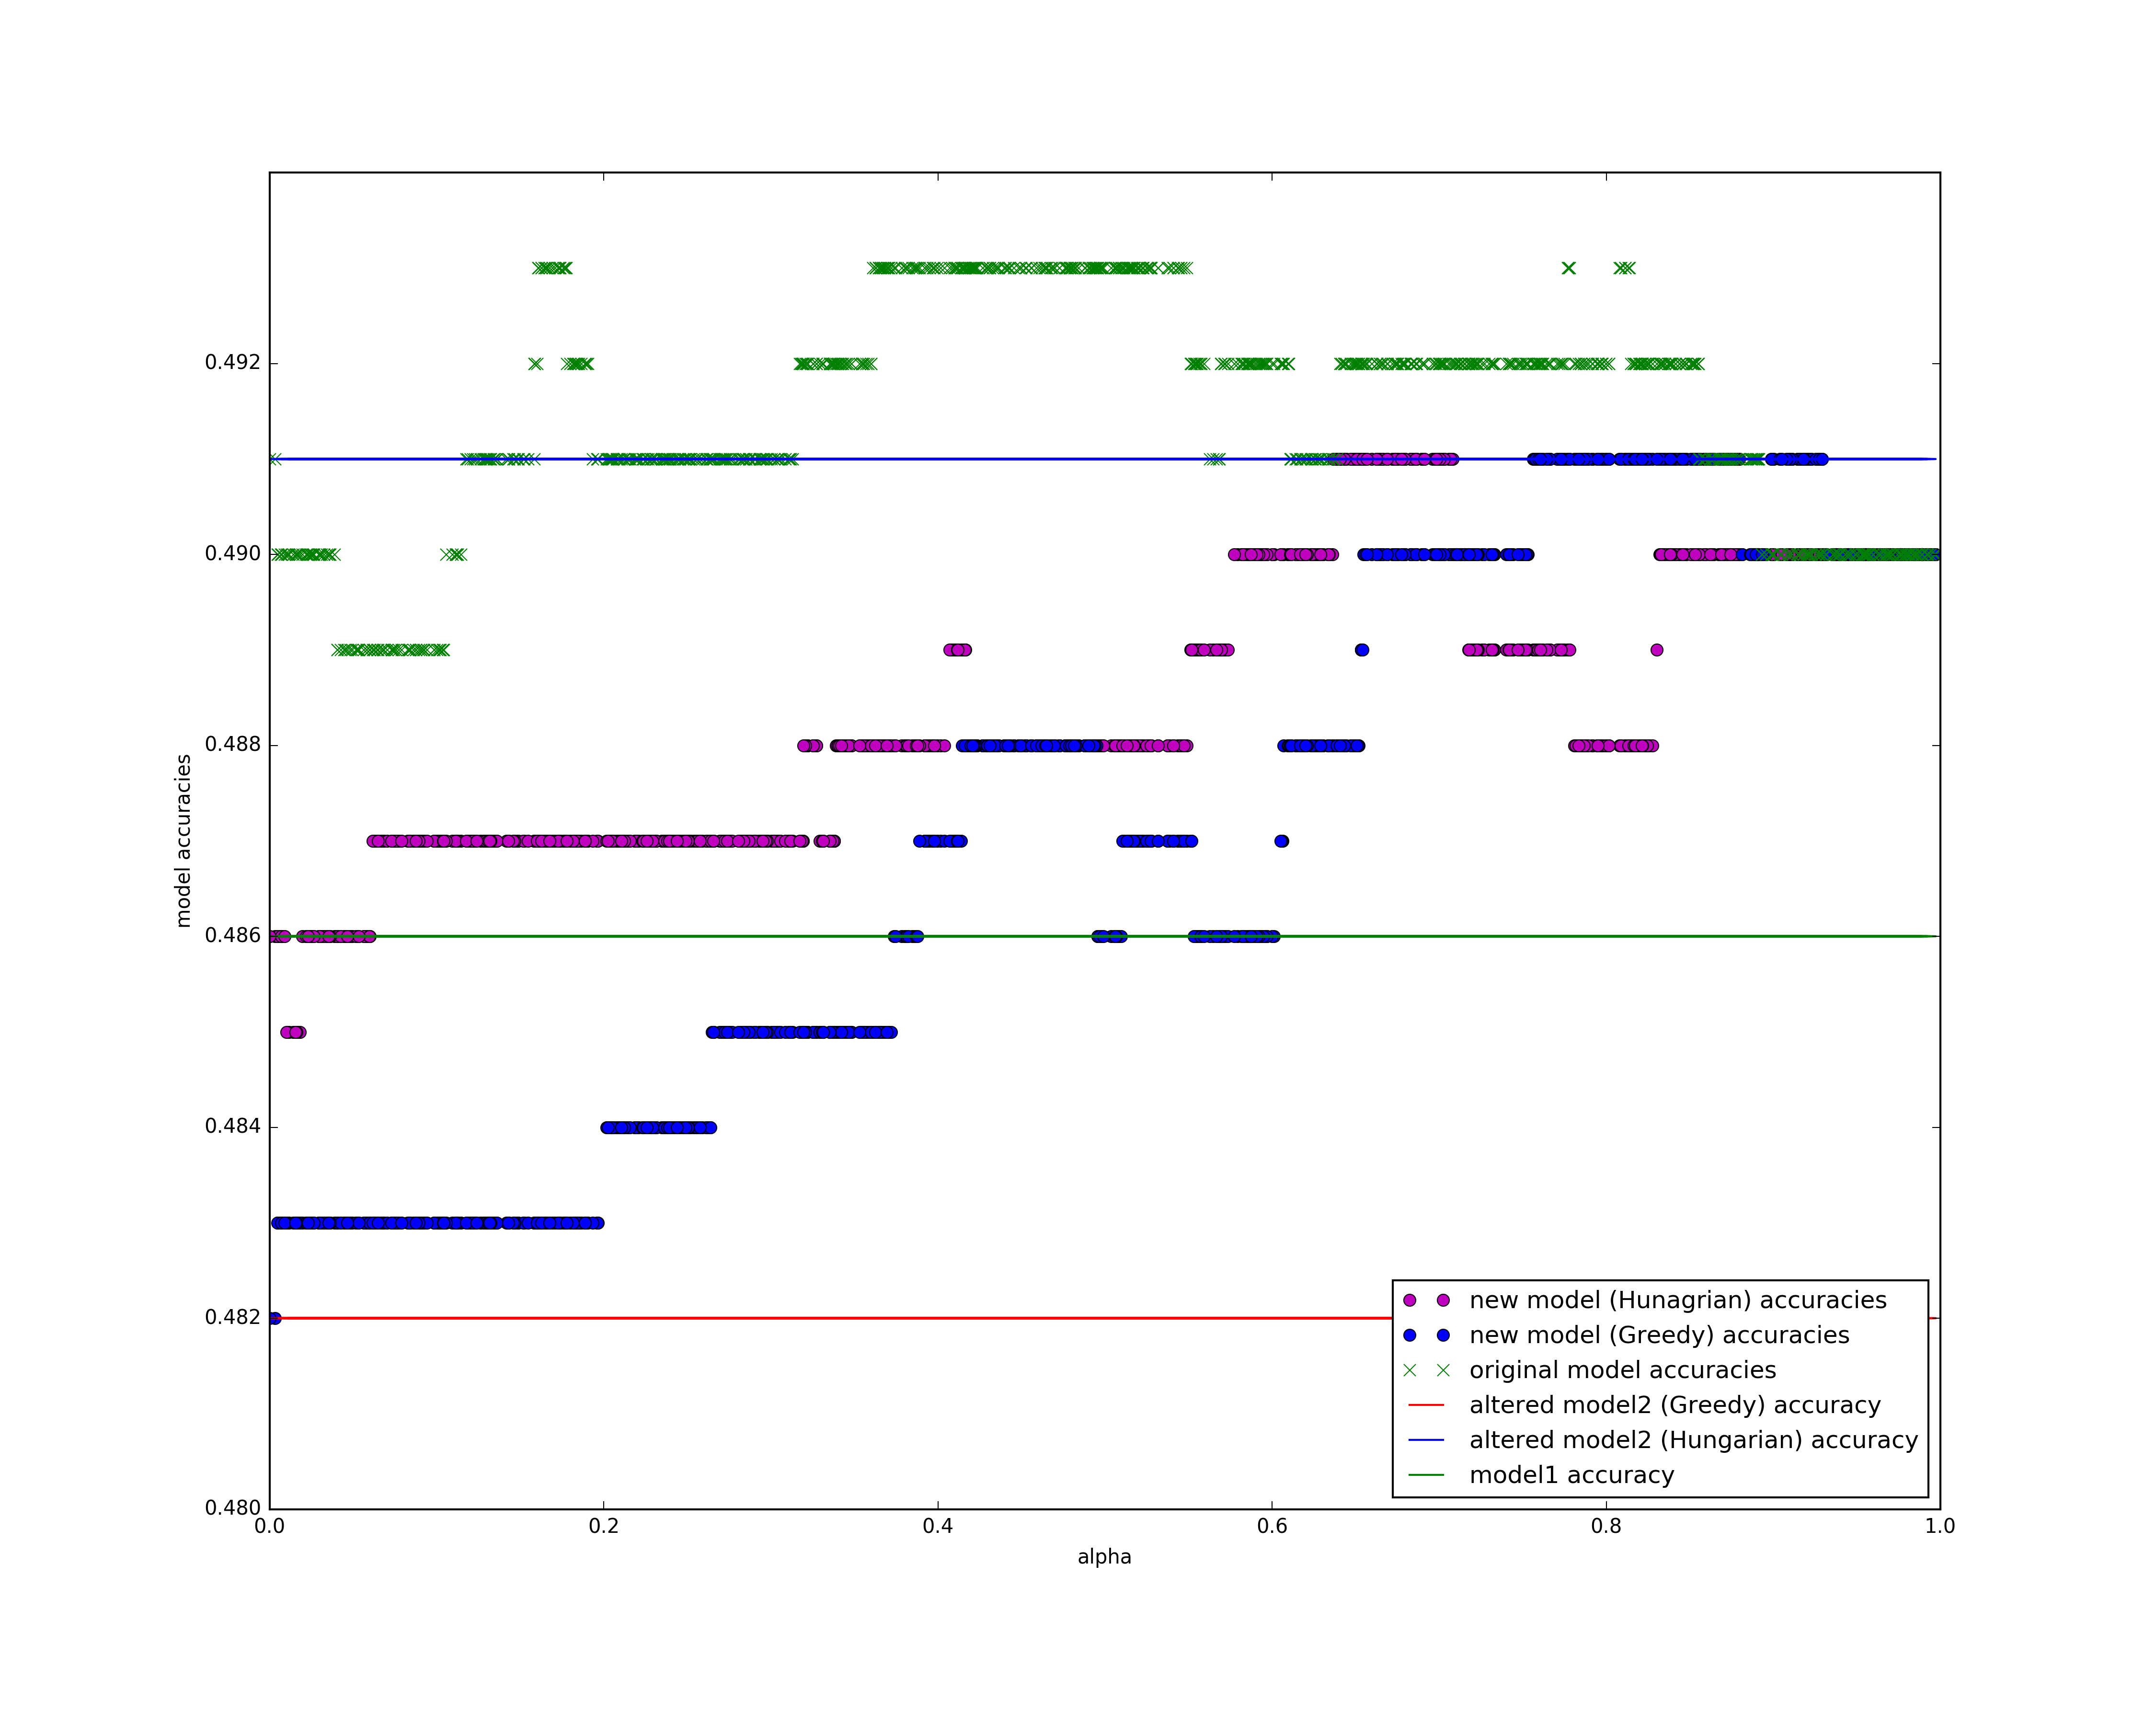 0.492
0.490
0.488
0.486
0.484
0.482
0.480
model accuracies
0.0
0.2
0.4
0.6
0.8
1.0
alpha
new model (Hunagrian) accuracies
new model (Greedy) accuracies
original model accuracies
altered model2 (Greedy) accuracy
altered model2 (Hungarian) accuracy
model1 accuracy